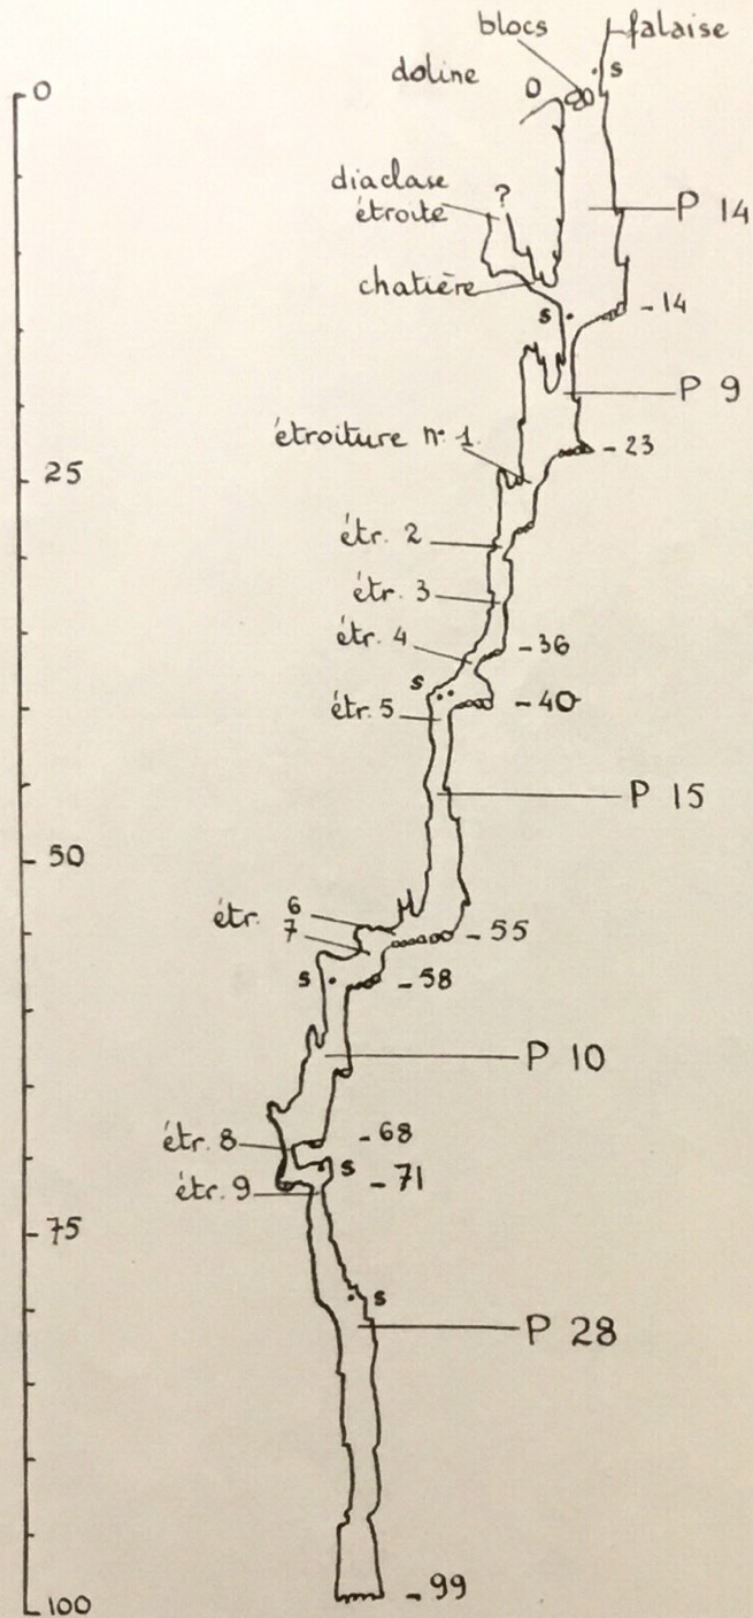 blocs
falaise
s
doline
0
0
diaclase
étroite
?
P 14
chatière
s
-14
P 9
étroiture n° 1.
-23
25
étr. 2
étr. 3
étr. 4
-36
s
étr. 5
-40
P 15
50
étr. 6
7
-55
s
-58
P 10
étr. 8
-68
s
étr. 9
-71
75
s
P 28
-99
100